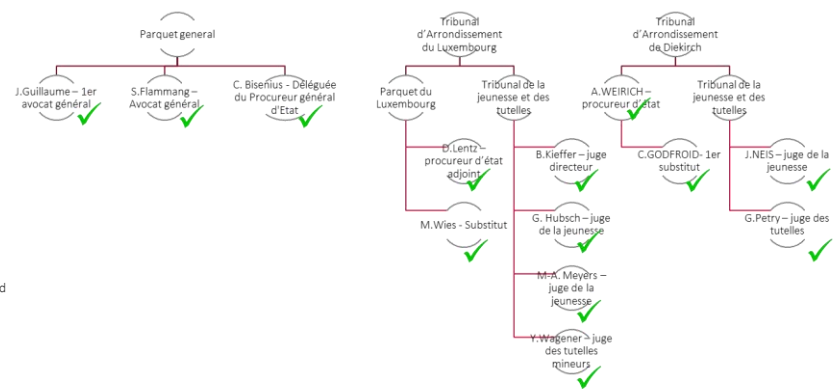 Parquet general
J.Guillaume – 1er
avocat général
S.Flammang –
Avocat général
C. Bisenius - Déléguée
du Procureur général
d'Etat
Tribunal
d'Arrondissement
du Luxembourg
Parquet du
Luxembourg
D.Lentz –
procureur d'état
adjoint
M.Wies - Substitut
Tribunal de la
jeunesse et des
tutelles
B.Kieffer – juge
directeur
G. Hubsch – juge
de la jeunesse
M-A. Meyers –
juge de la
jeunesse
Y.Wagener – juge
des tutelles
mineurs
Tribunal
d'Arrondissement
de Diekirch
A.WEIRICH –
procureur d'état
C.GODFROID- 1er
substitut
Tribunal de la
jeunesse et des
tutelles
J.NEIS – juge de la
jeunesse
G.Petry – juge des
tutelles
d